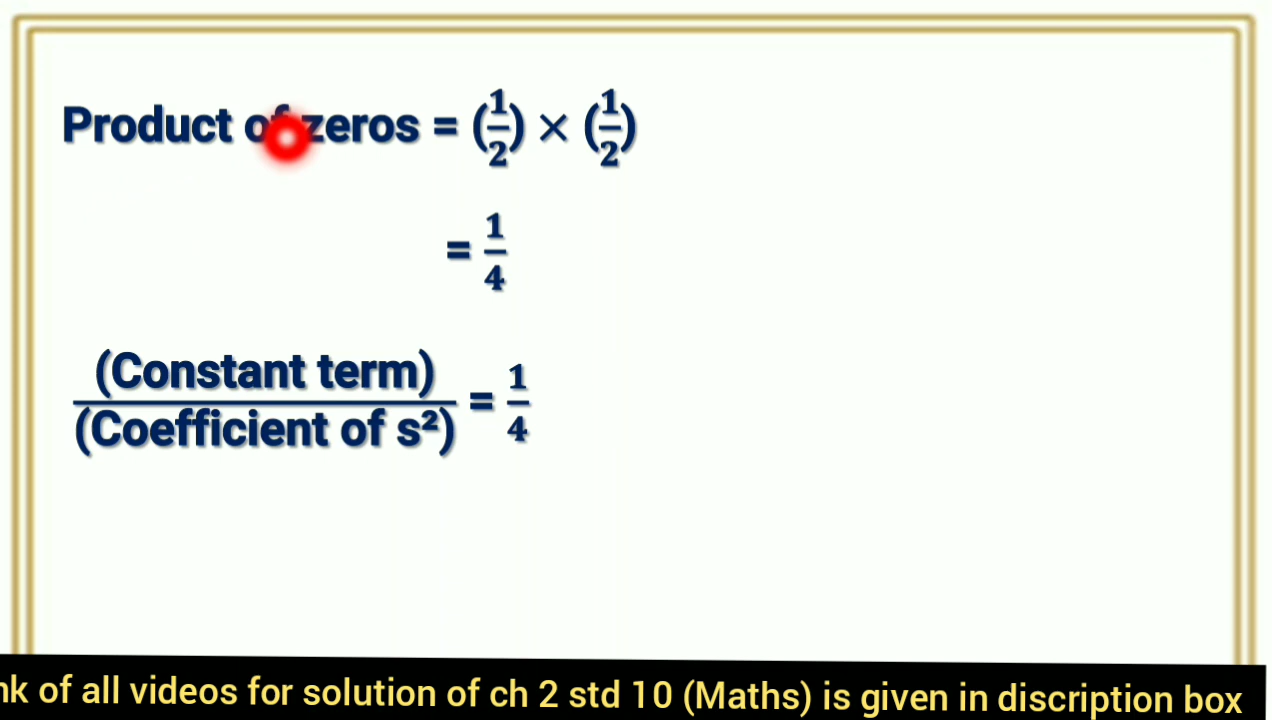 Product of zeros = (1/2) × (1/2)
= 1/4
(Constant term)/(Coefficient of s²) = 1/4
of all videos for solution of ch 2 std 10 (Maths) is given in discription box